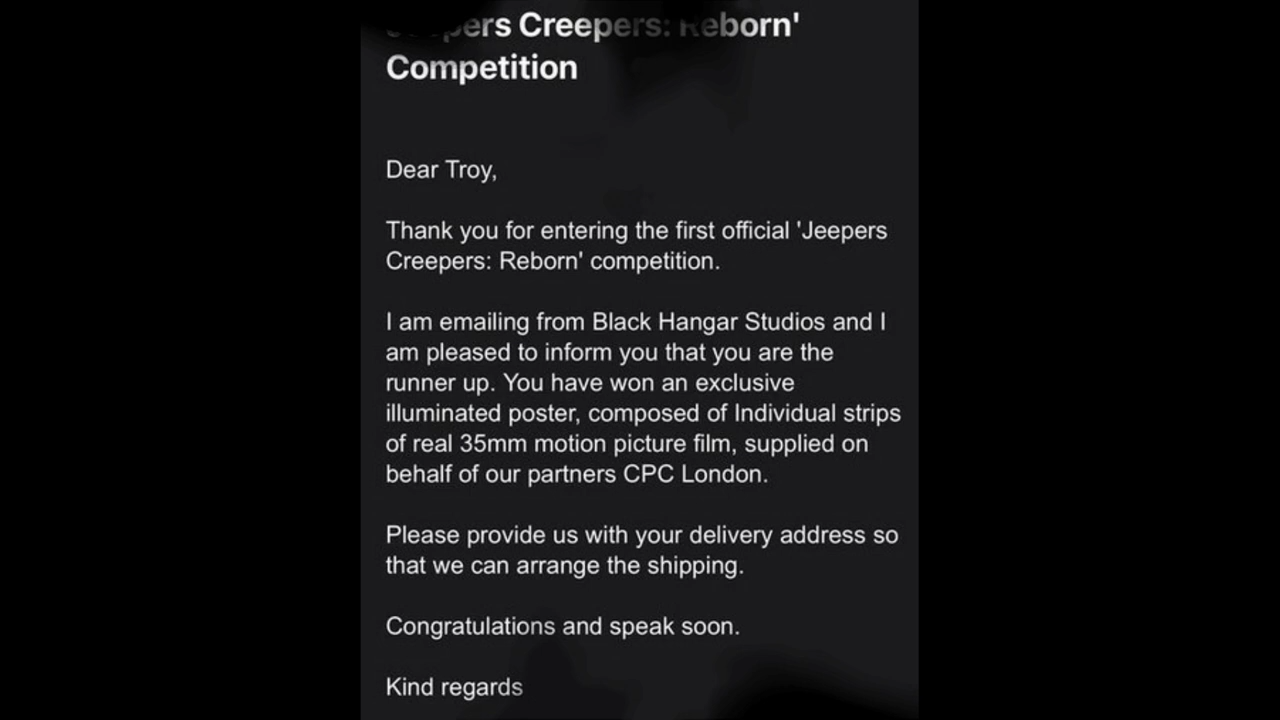 Jeepers Creepers: Reborn'
Competition
Dear Troy,
Thank you for entering the first official 'Jeepers
Creepers: Reborn' competition.
I am emailing from Black Hangar Studios and I
am pleased to inform you that you are the
runner up. You have won an exclusive
illuminated poster, composed of Individual strips
of real 35mm motion picture film, supplied on
behalf of our partners CPC London.
Please provide us with your delivery address so
that we can arrange the shipping.
Congratulations and speak soon.
Kind regards